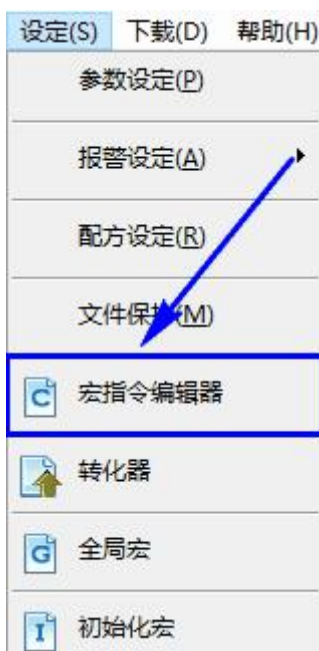 设定(S) 下载(D) 帮助(H)
参数设定(P)
报警设定(A)
配方设定(R)
文件保 (M)
C 宏指令编辑器
转化器
G 全局宏
I 初始化宏